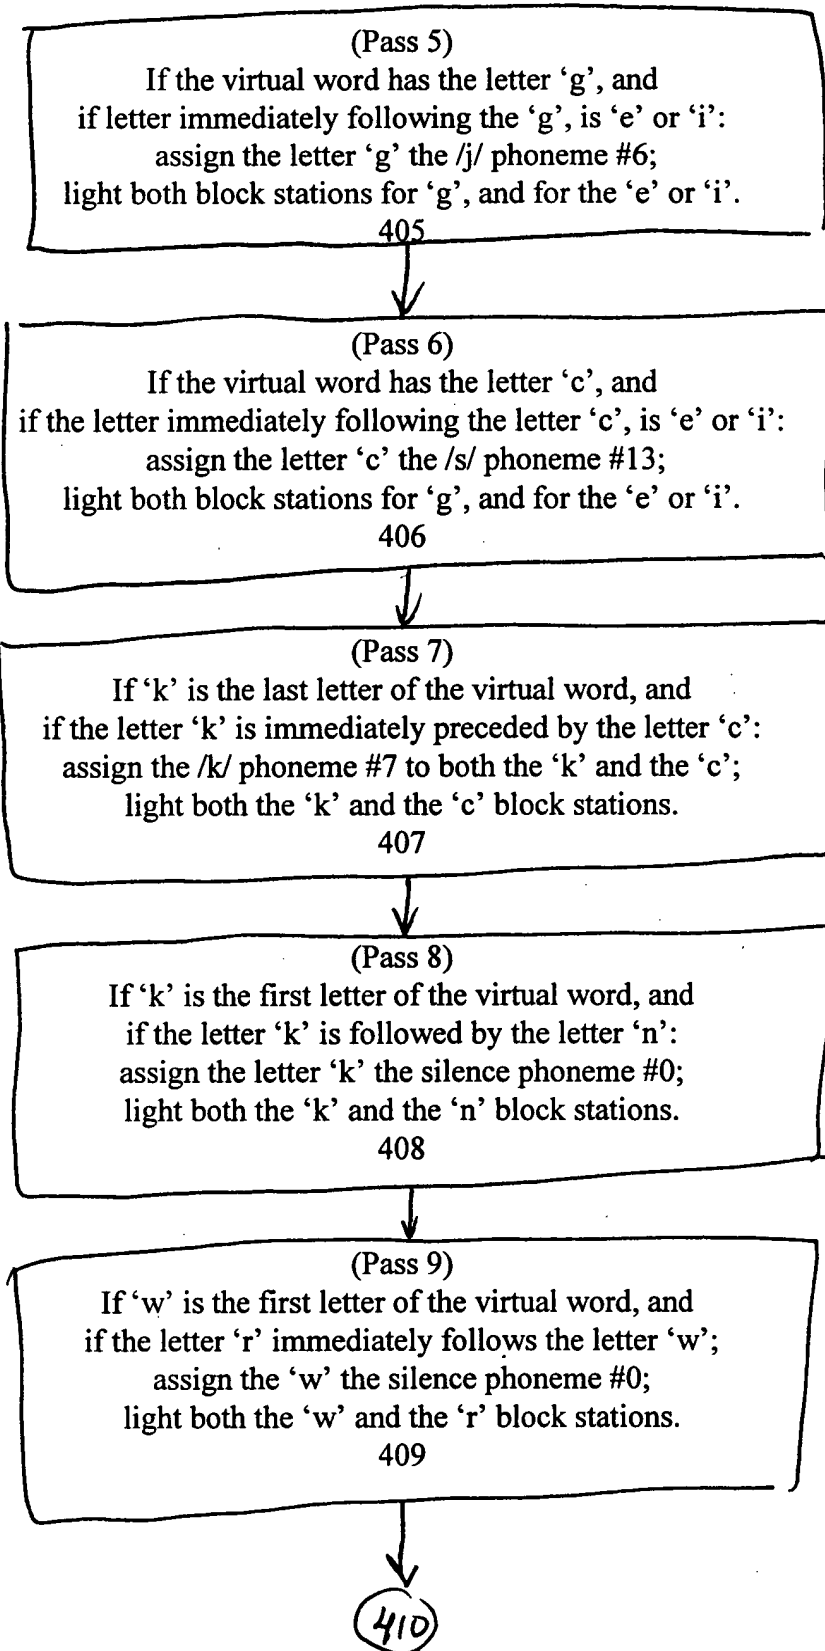 (Pass 5)
If the virtual word has the letter ‘g’, and
if letter immediately following the ‘g’, is ‘e’ or ‘i’:
assign the letter ‘g’ the /j/ phoneme #6;
light both block stations for ‘g’, and for the ‘e’ or ‘i’.
405
(Pass 6)
If the virtual word has the letter ‘c’, and
if the letter immediately following the letter ‘c’, is ‘e’ or ‘i’:
assign the letter ‘c’ the /s/ phoneme #13;
light both block stations for ‘g’, and for the ‘e’ or ‘i’.
406
(Pass 7)
If ‘k’ is the last letter of the virtual word, and
if the letter ‘k’ is immediately preceded by the letter ‘c’:
assign the /k/ phoneme #7 to both the ‘k’ and the ‘c’;
light both the ‘k’ and the ‘c’ block stations.
407
(Pass 8)
If ‘k’ is the first letter of the virtual word, and
if the letter ‘k’ is followed by the letter ‘n’:
assign the letter ‘k’ the silence phoneme #0;
light both the ‘k’ and the ‘n’ block stations.
408
(Pass 9)
If ‘w’ is the first letter of the virtual word, and
if the letter ‘r’ immediately follows the letter ‘w’;
assign the ‘w’ the silence phoneme #0;
light both the ‘w’ and the ‘r’ block stations.
409
410